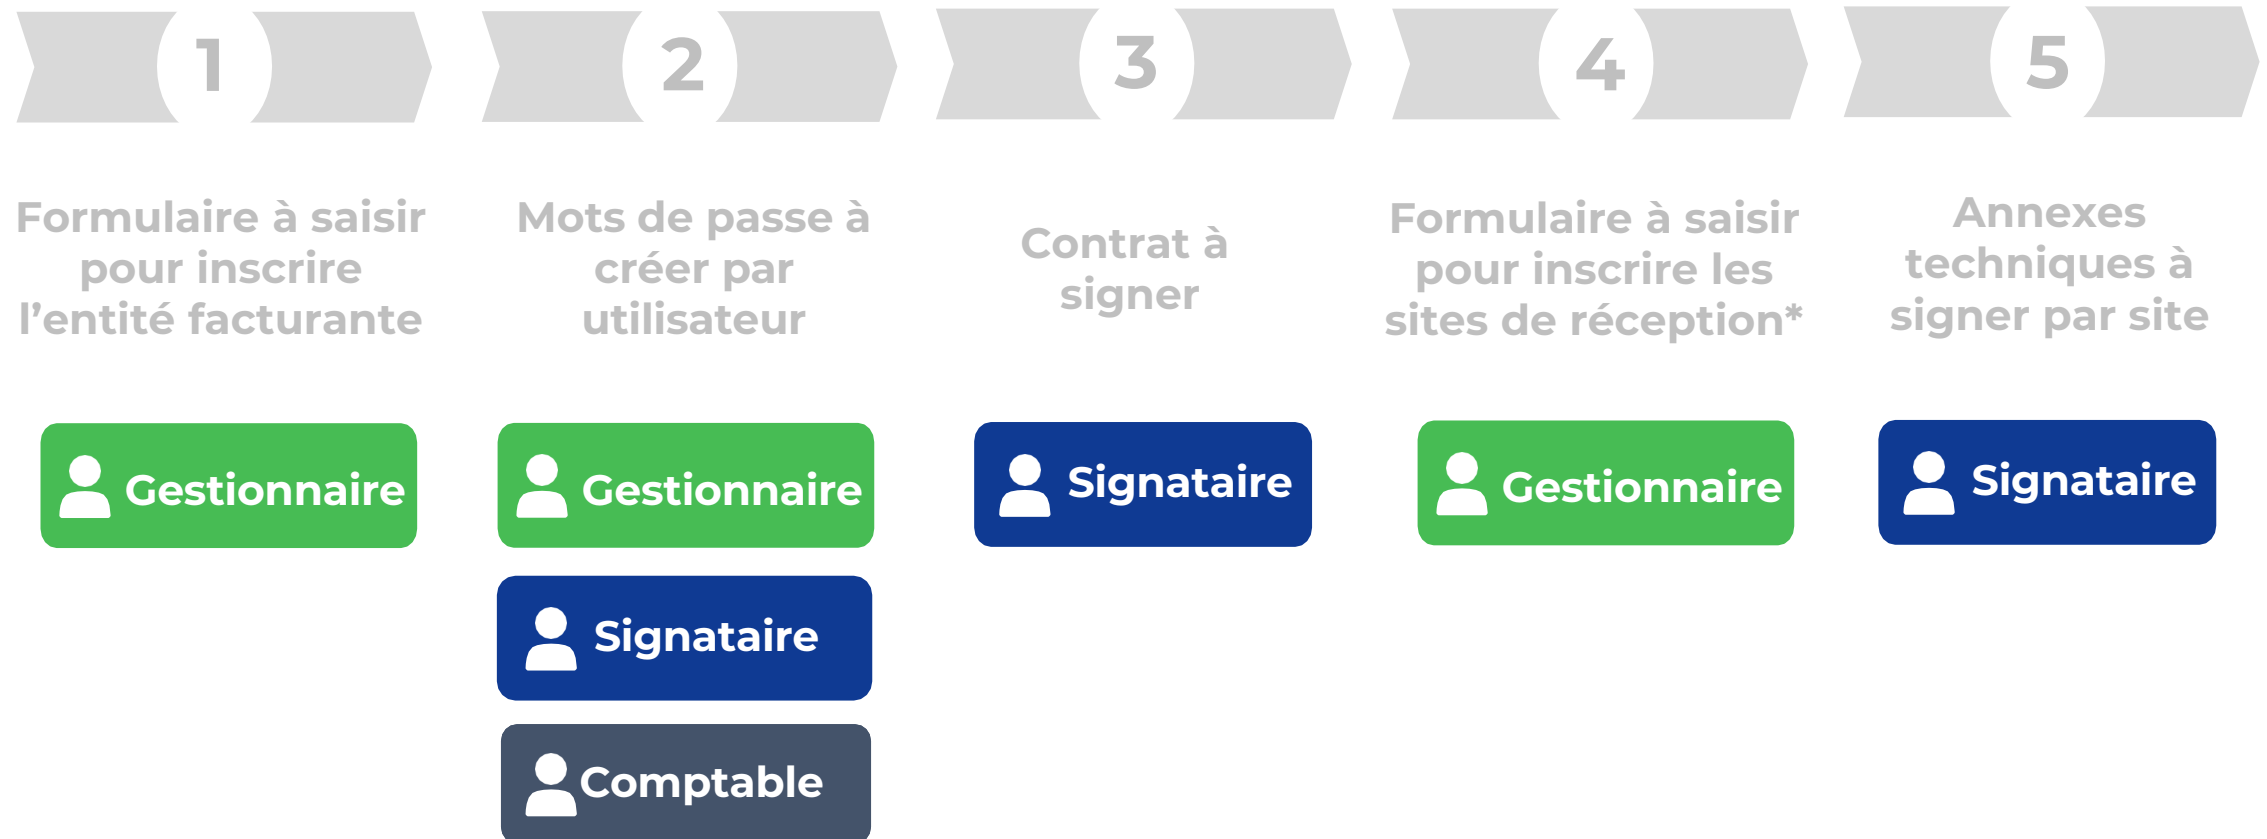 1
2
3
4
5
Formulaire à saisir
pour inscrire
l’entité facturante
Mots de passe à
créer par
utilisateur
Contrat à
signer
Formulaire à saisir
pour inscrire les
sites de réception*
Annexes
techniques à
signer par site
Gestionnaire
Gestionnaire
Signataire
Gestionnaire
Signataire
Signataire
Comptable